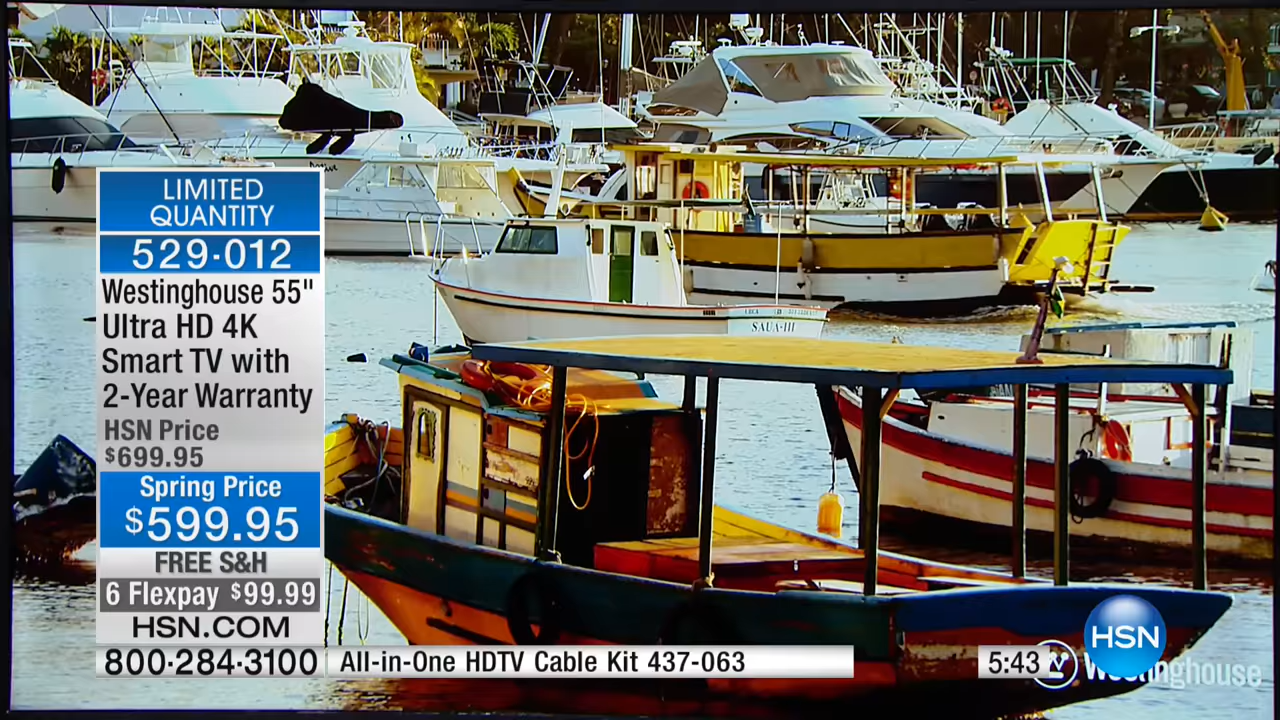 LIMITED
QUANTITY
529-012
Westinghouse 55"
Ultra HD 4K
Smart TV with
2-Year Warranty
HSN Price
$699.95
Spring Price
$599.95
FREE S&H
6 Flexpay $99.99
HSN.COM
800-284-3100
All-in-One HDTV Cable Kit 437-063
5:43
HSN
Westinghouse
SAUA-III